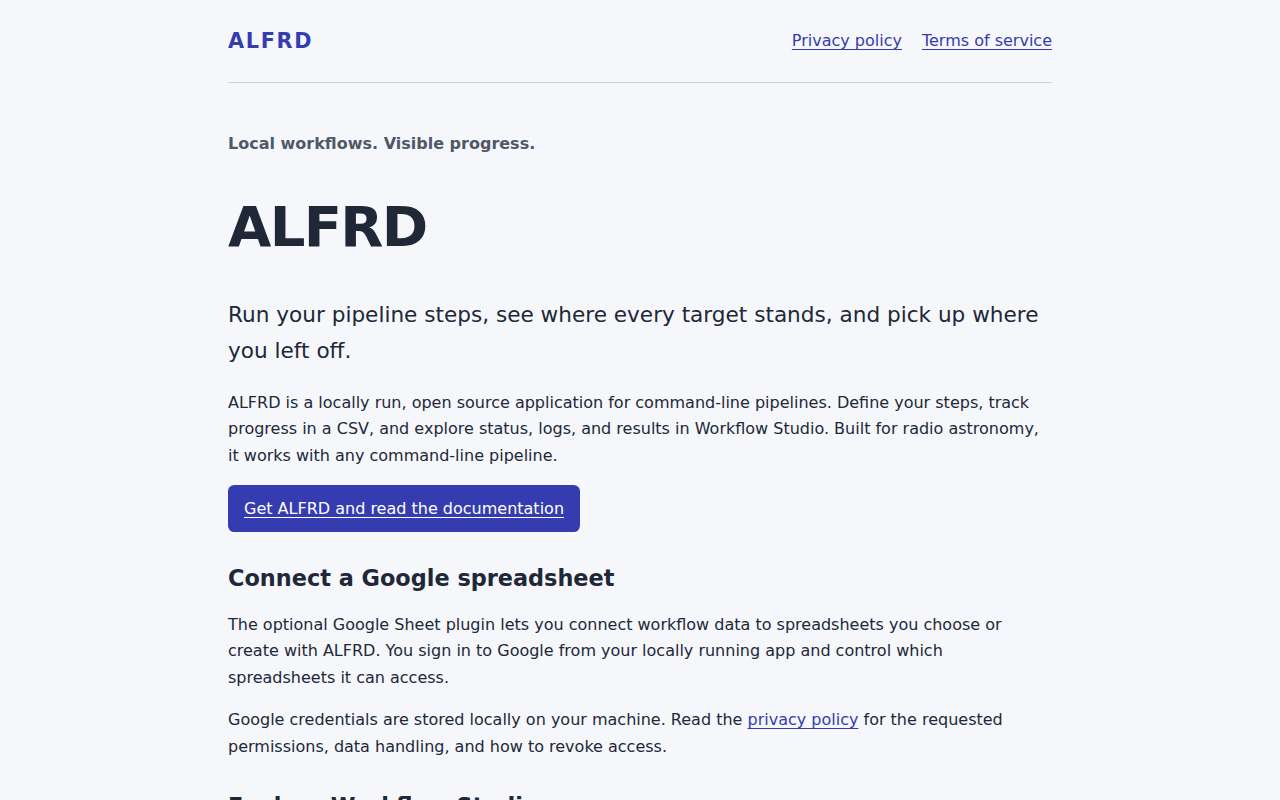 ALFRD
Privacy policy Terms of service
Local workflows. Visible progress.
ALFRD
Run your pipeline steps, see where every target stands, and pick up where
you left off.
ALFRD is a locally run, open source application for command-line pipelines. Define your steps, track
progress in a CSV, and explore status, logs, and results in Workflow Studio. Built for radio astronomy,
it works with any command-line pipeline.
Get ALFRD and read the documentation
Connect a Google spreadsheet
The optional Google Sheet plugin lets you connect workflow data to spreadsheets you choose or
create with ALFRD. You sign in to Google from your locally running app and control which
spreadsheets it can access.
Google credentials are stored locally on your machine. Read the privacy policy for the requested
permissions, data handling, and how to revoke access.